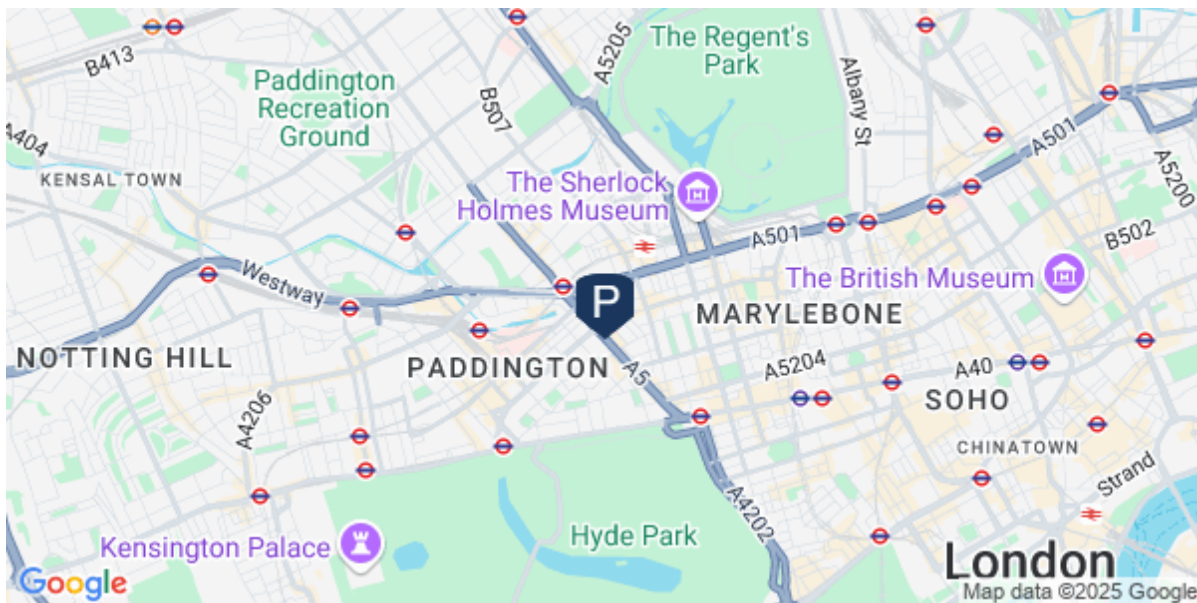 B413
Paddington
Recreation
Ground
B507
A5205
The Regent's
Park
Albany St
A501
A5200
A404
KENSAL TOWN
The Sherlock
Holmes Museum
A501
B502
The British Museum
Westway
P
MARYLEBONE
NOTTING HILL
PADDINGTON
A5
A5204
A40
SOHO
A4206
CHINATOWN
Strand
A4202
Hyde Park
Kensington Palace
London
Google
Map data ©2025 Google